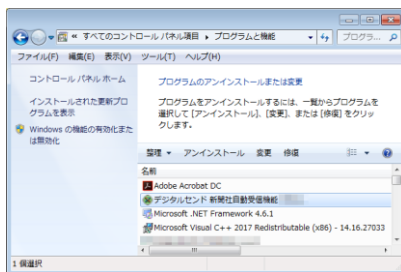 « すべてのコントロール パネル項目 ▸ プログラムと機能
プログラ...
ファイル(F) 編集(E) 表示(V) ツール(T) ヘルプ(H)
コントロール パネル ホーム
インストールされた更新プロ
グラムを表示
Windows の機能の有効化また
は無効化
プログラムのアンインストールまたは変更
プログラムをアンインストールするには、一覧からプログラムを
選択して [アンインストール]、[変更]、または [修復] をクリッ
クします。
整理 ▾ アンインストール 変更 修復
名前
Adobe Acrobat DC
デジタルセンド 新聞社自動受信機能
Microsoft .NET Framework 4.6.1
Microsoft Visual C++ 2017 Redistributable (x86) - 14.16.27033
1 個選択